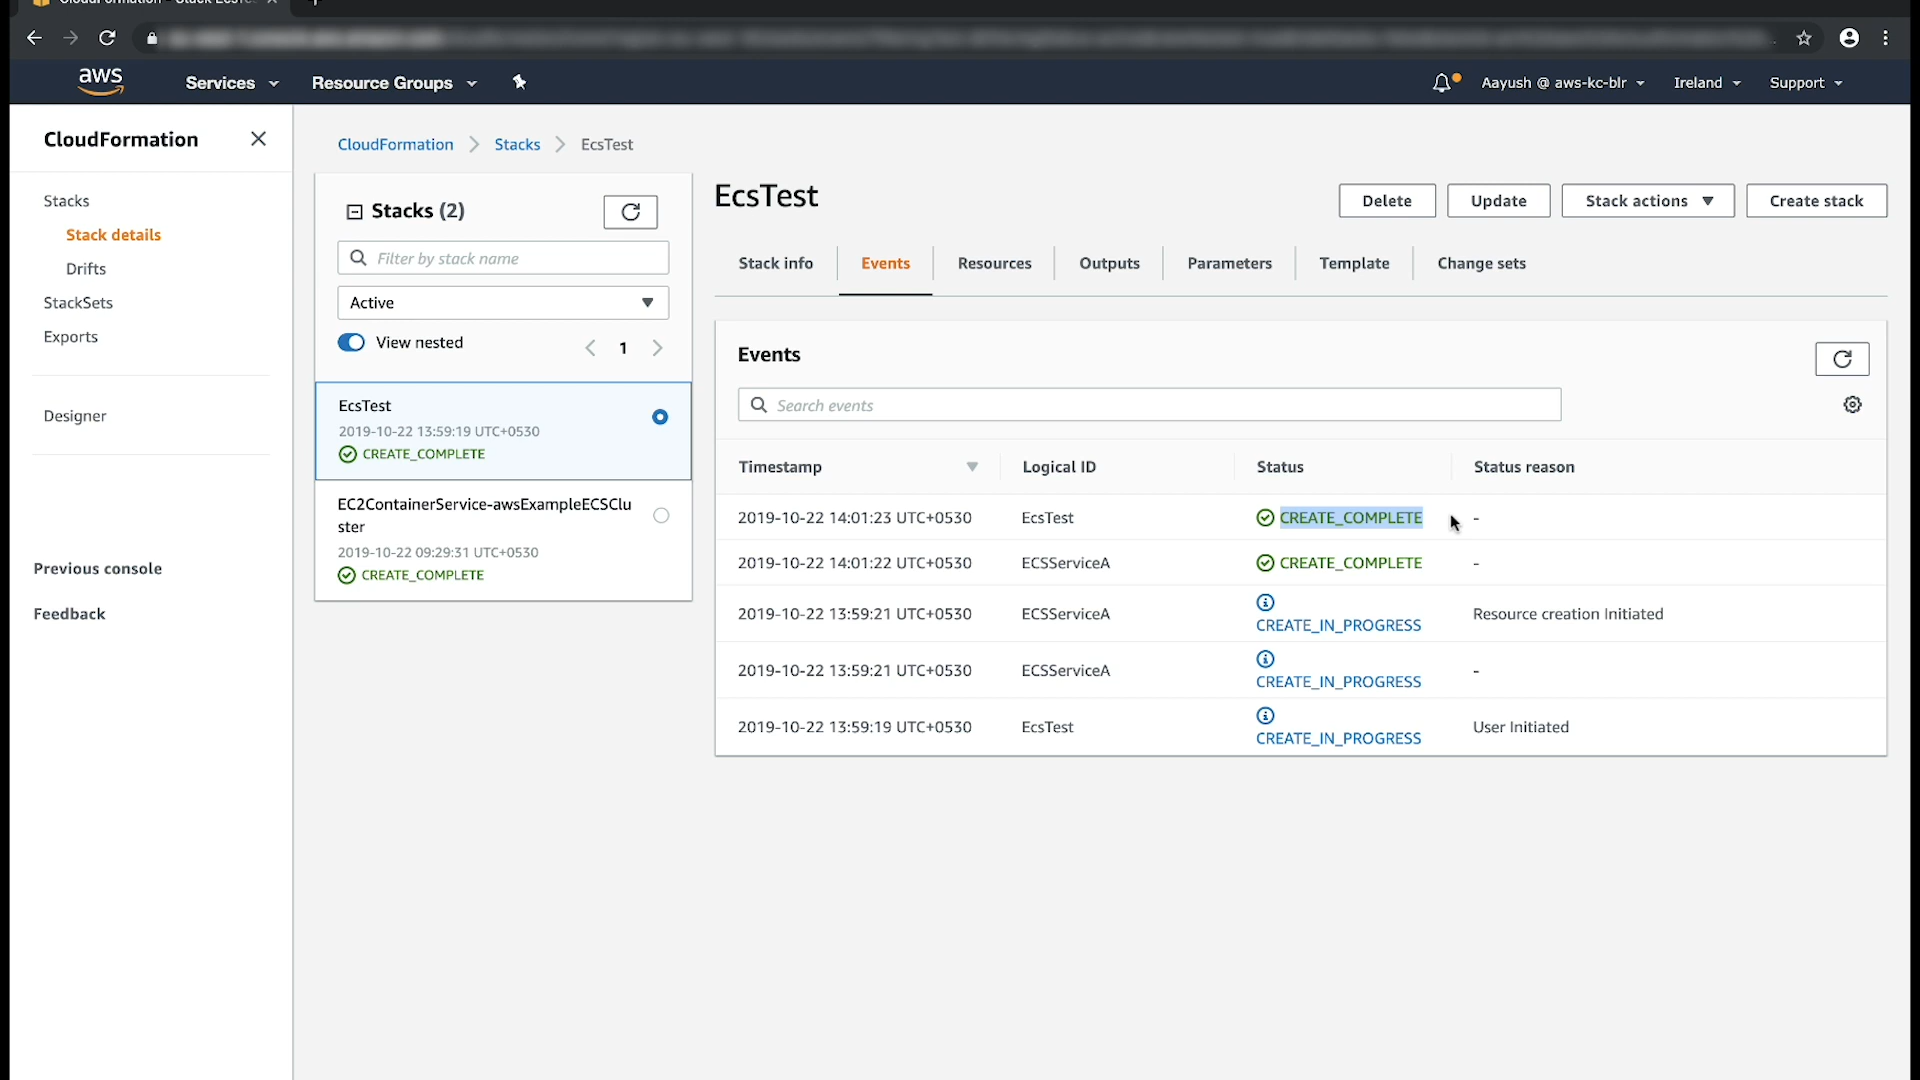 aws
Services
Resource Groups
Aayush @ aws-kc-blr
Ireland
Support
CloudFormation
Stacks
Stack details
Drifts
StackSets
Exports
Designer
Previous console
Feedback
CloudFormation
Stacks
EcsTest
Stacks (2)
Filter by stack name
Active
View nested
1
EcsTest
2019-10-22 13:59:19 UTC+0530
CREATE_COMPLETE
EC2ContainerService-awsExampleECSClu
ster
2019-10-22 09:29:31 UTC+0530
CREATE_COMPLETE
EcsTest
Delete
Update
Stack actions
Create stack
Stack info
Events
Resources
Outputs
Parameters
Template
Change sets
Events
Search events
Timestamp Logical ID Status Status reason
2019-10-22 14:01:23 UTC+0530 EcsTest CREATE_COMPLETE -
2019-10-22 14:01:22 UTC+0530 ECSServiceA CREATE_COMPLETE -
2019-10-22 13:59:21 UTC+0530 ECSServiceA CREATE_IN_PROGRESS Resource creation Initiated
2019-10-22 13:59:21 UTC+0530 ECSServiceA CREATE_IN_PROGRESS -
2019-10-22 13:59:19 UTC+0530 EcsTest CREATE_IN_PROGRESS User Initiated